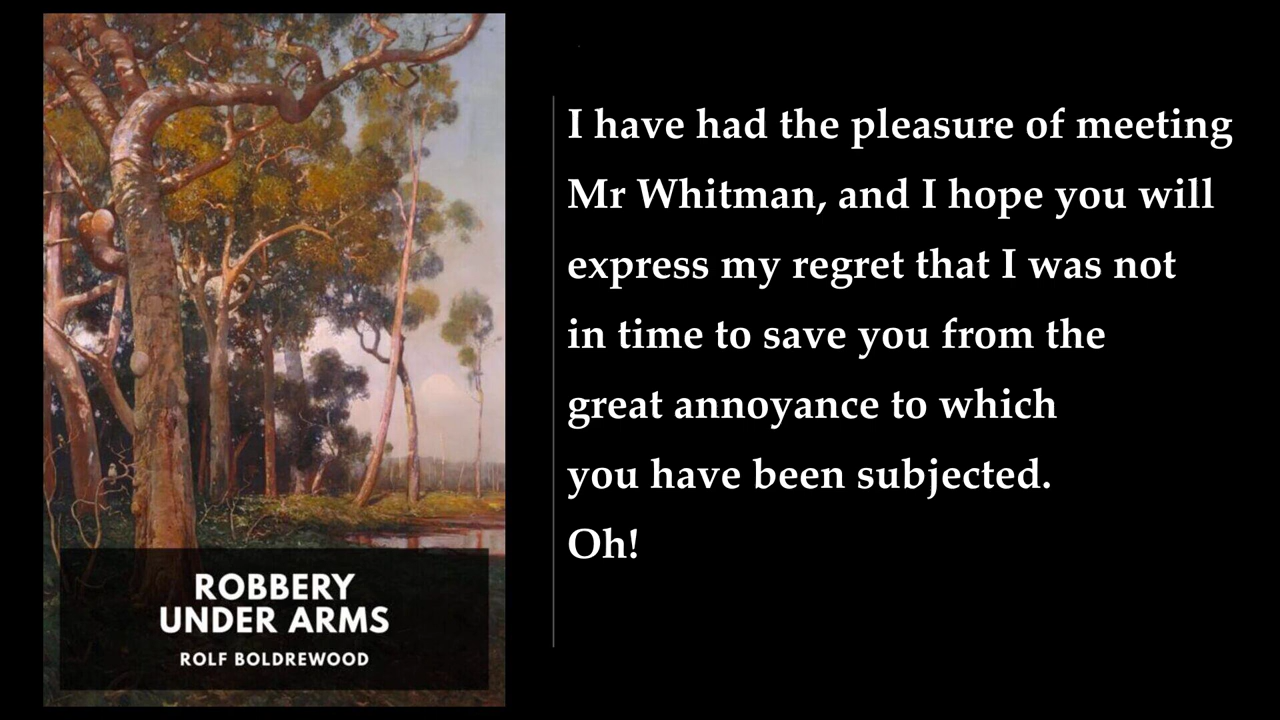 ROBBERY
UNDER ARMS
ROLF BOLDREWOOD
I have had the pleasure of meeting
Mr Whitman, and I hope you will
express my regret that I was not
in time to save you from the
great annoyance to which
you have been subjected.
Oh!